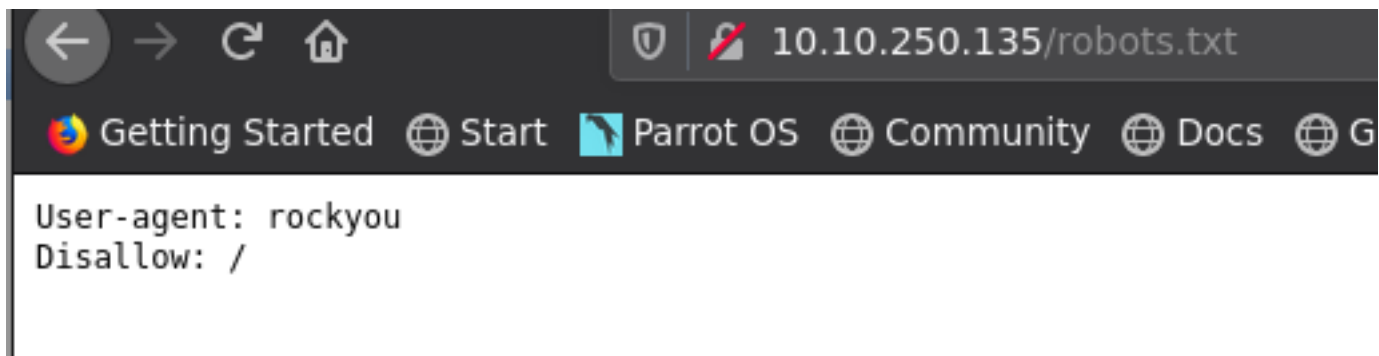 10.10.250.135/robots.txt
Getting Started Start Parrot OS Community Docs G
User-agent: rockyou
Disallow: /